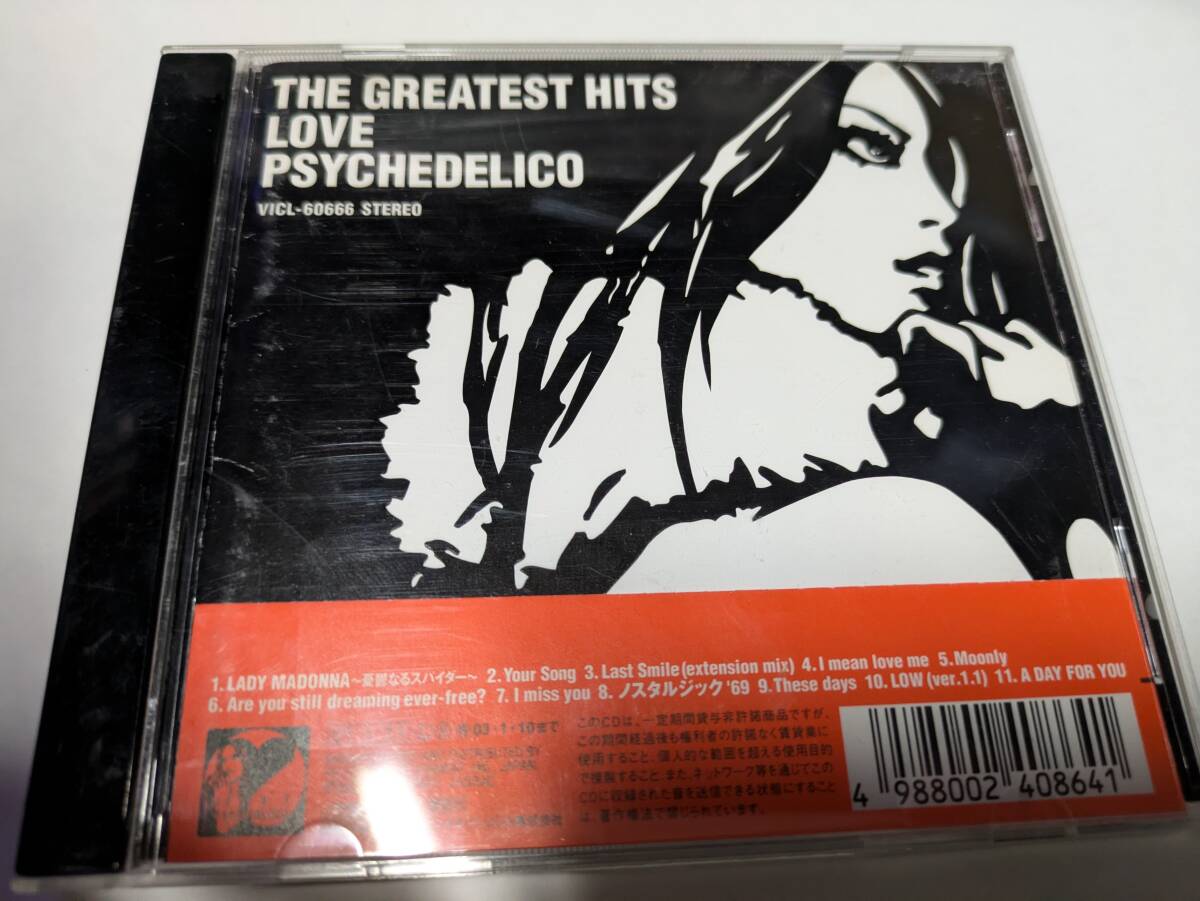 THE GREATEST HITS
LOVE
PSYCHEDELICO
VICL-60666 STEREO
1. LADY MADONNA～憂鬱なるスパイダー～ 2. Your Song 3. Last Smile (extension mix) 4. I mean love me 5. Moonly
6. Are you still dreaming ever-free? 7. I miss you 8. ノスタルジック '69 9. These days 10. LOW (ver.1.1) 11. A DAY FOR YOU
03・1・10まで
このCDは、一定期間貸与非許諾商品ですが、
この期間経過後も権利者の許諾なく賃貸業に
使用すること、個人的な範囲を超える使用目的
で複製すること、また、ネットワーク等を通じてこの
CDに収録された音を送信できる状態にすること
は、著作権法で禁じられています。
4 988002 408641